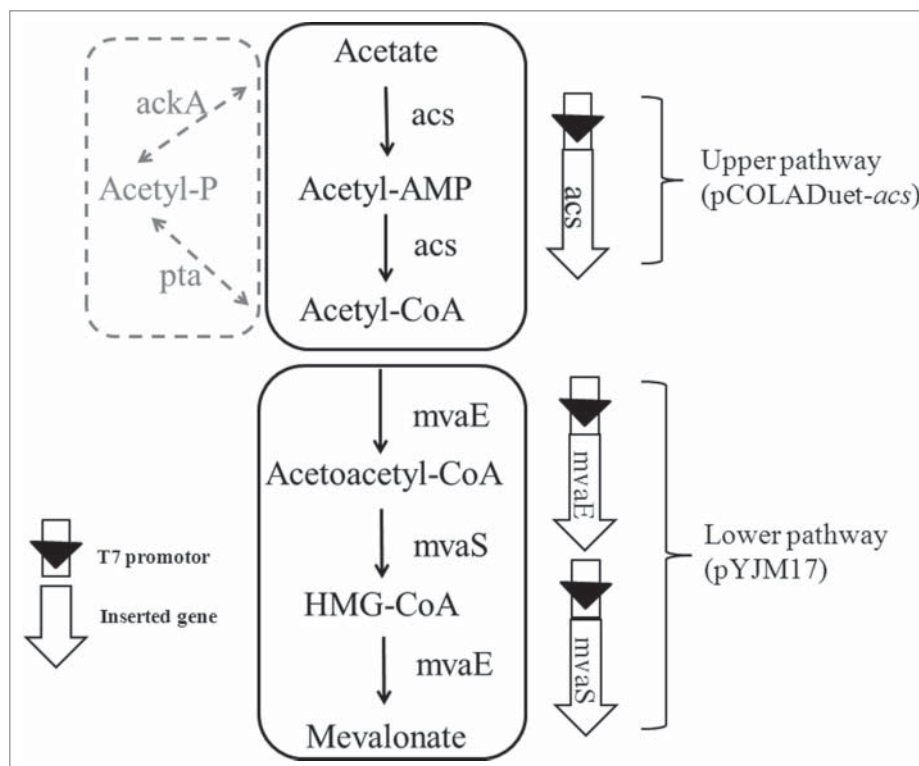 Acetate
ackA
acs
Acetyl-P
Acetyl-AMP
pta
acs
Acetyl-CoA
acs
Upper pathway
(pCOLADuet-acs)
mvaE
Acetoacetyl-CoA
mvaS
HMG-CoA
mvaE
Mevalonate
mvaE
mvaS
Lower pathway
(pYJM17)
T7 promotor
Inserted gene